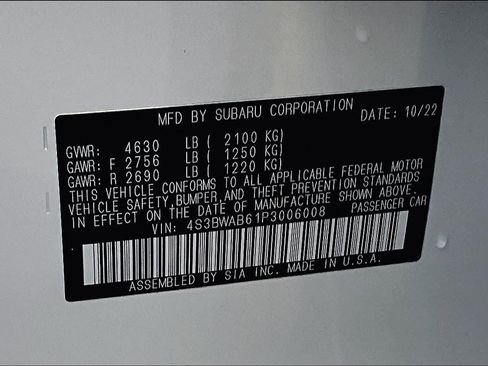 MFD BY SUBARU CORPORATION DATE: 10/22
GVWR: 4630 LB ( 2100 KG)
GAWR: F 2756 LB ( 1250 KG)
GAWR: R 2690 LB ( 1220 KG)
THIS VEHICLE CONFORMS TO ALL APPLICABLE FEDERAL MOTOR
VEHICLE SAFETY, BUMPER, AND THEFT PREVENTION STANDARDS
IN EFFECT ON THE DATE OF MANUFACTURE SHOWN ABOVE.
VIN: 4S3BWAB61P3006008 PASSENGER CAR
ASSEMBLED BY SIA INC. MADE IN U.S.A.